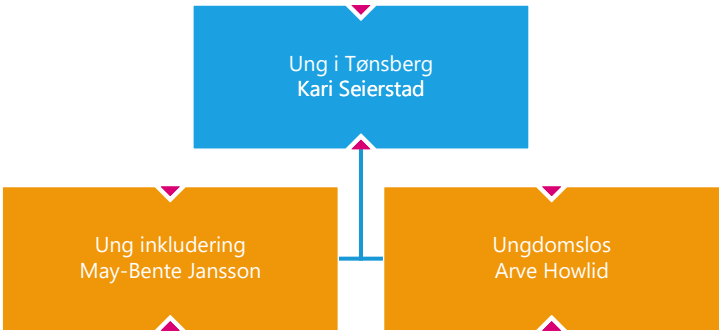 Ung i Tønsberg
Kari Seierstad
Ung inkludering
May-Bente Jansson
Ungdomslos
Arve Howlid